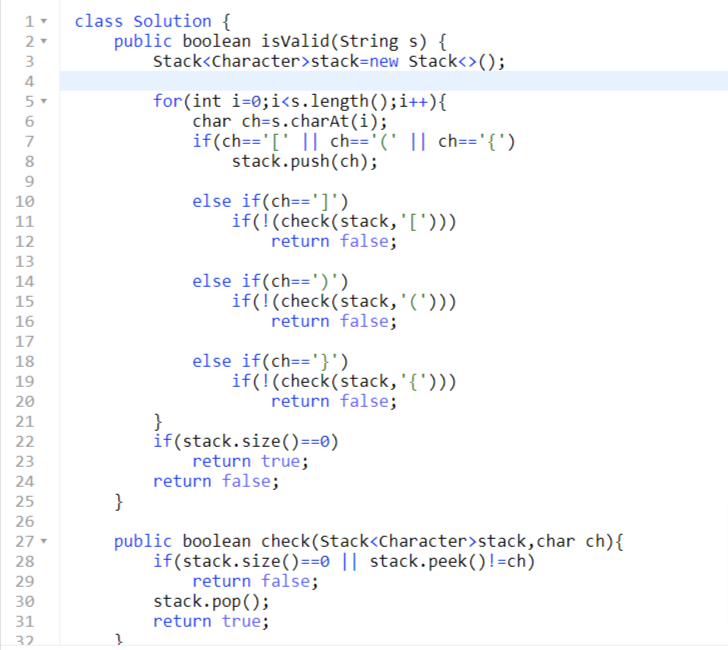 1 class Solution {
2 public boolean isValid(String s) {
3 Stack<Character>stack=new Stack<>();
4
5 for(int i=0;i<s.length();i++){
6 char ch=s.charAt(i);
7 if(ch=='[' || ch=='(' || ch=='{')
8 stack.push(ch);
9
10 else if(ch==']')
11 if(!(check(stack,'[')))
12 return false;
13
14 else if(ch==')')
15 if(!(check(stack,'(')))
16 return false;
17
18 else if(ch=='}')
19 if(!(check(stack,'{')))
20 return false;
21 }
22 if(stack.size()==0)
23 return true;
24 return false;
25 }
26
27 public boolean check(Stack<Character>stack,char ch){
28 if(stack.size()==0 || stack.peek()!=ch)
29 return false;
30 stack.pop();
31 return true;
32 }